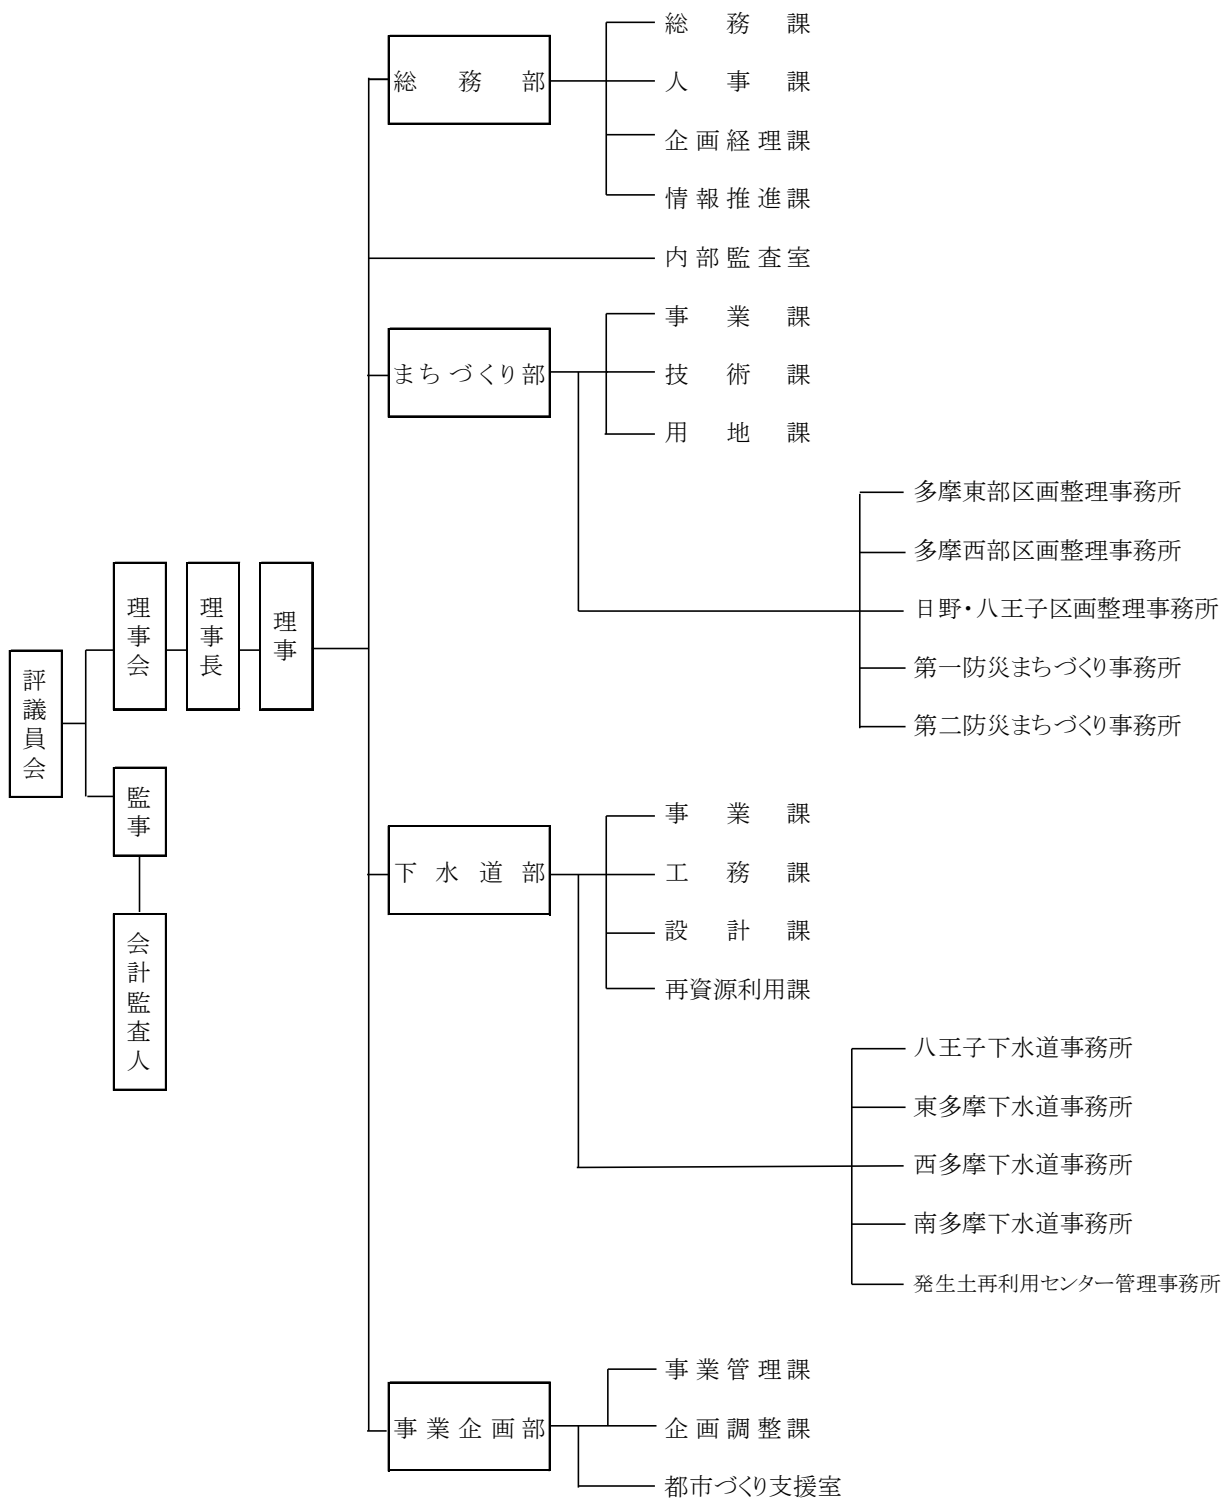 評議員会
理事会
理事長
理事
監事
会計監査人
総務部
総務課
人事課
企画経理課
情報推進課
内部監査室
まちづくり部
事業課
技術課
用地課
多摩東部区画整理事務所
多摩西部区画整理事務所
日野・八王子区画整理事務所
第一防災まちづくり事務所
第二防災まちづくり事務所
下水道部
事業課
工務課
設計課
再資源利用課
八王子下水道事務所
東多摩下水道事務所
西多摩下水道事務所
南多摩下水道事務所
発生土再利用センター管理事務所
事業企画部
事業管理課
企画調整課
都市づくり支援室